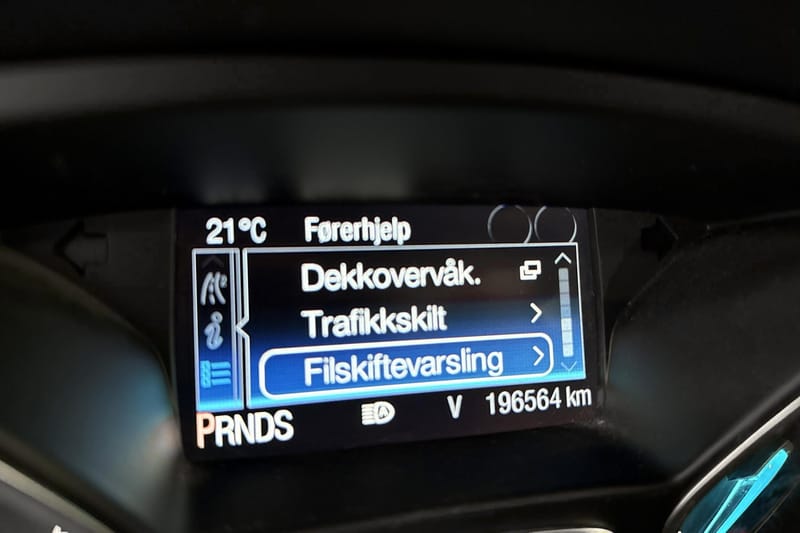 21°C Førerhjelp
Dekkovervåk.
Trafikkskilt
Filskiftevarsling
PRNDS V 196564 km